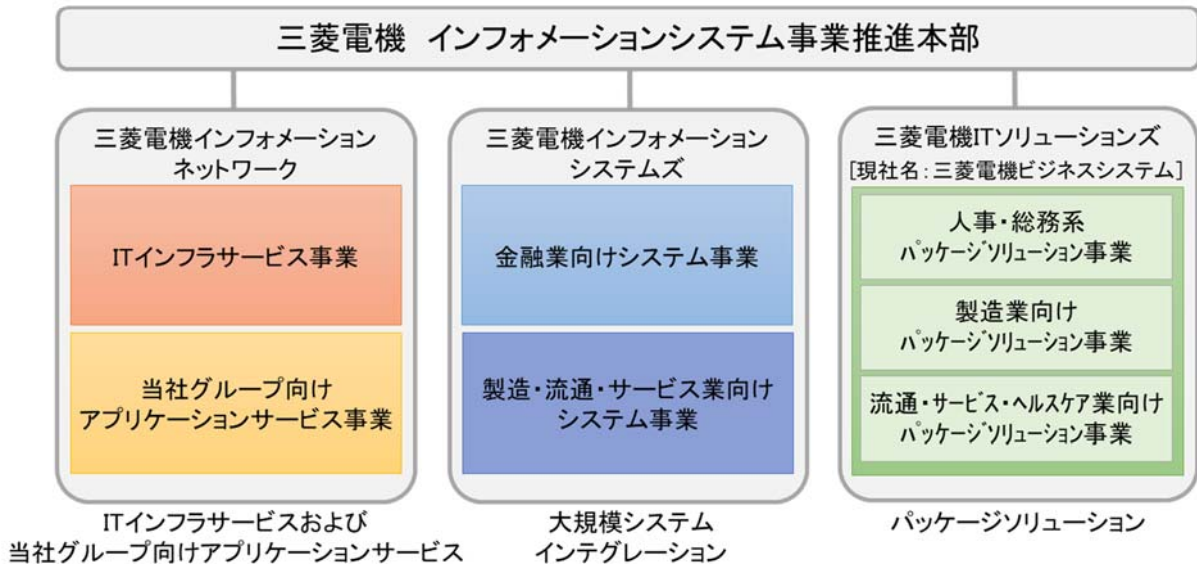 三菱電機 インフォメーションシステム事業推進本部
三菱電機インフォメーション
ネットワーク
ITインフラサービス事業
当社グループ向け
アプリケーションサービス事業
ITインフラサービスおよび
当社グループ向けアプリケーションサービス
三菱電機インフォメーション
システムズ
金融業向けシステム事業
製造・流通・サービス業向け
システム事業
大規模システム
インテグレーション
三菱電機ITソリューションズ
[現社名：三菱電機ビジネスシステム]
人事・総務系
パッケージソリューション事業
製造業向け
パッケージソリューション事業
流通・サービス・ヘルスケア業向け
パッケージソリューション事業
パッケージソリューション